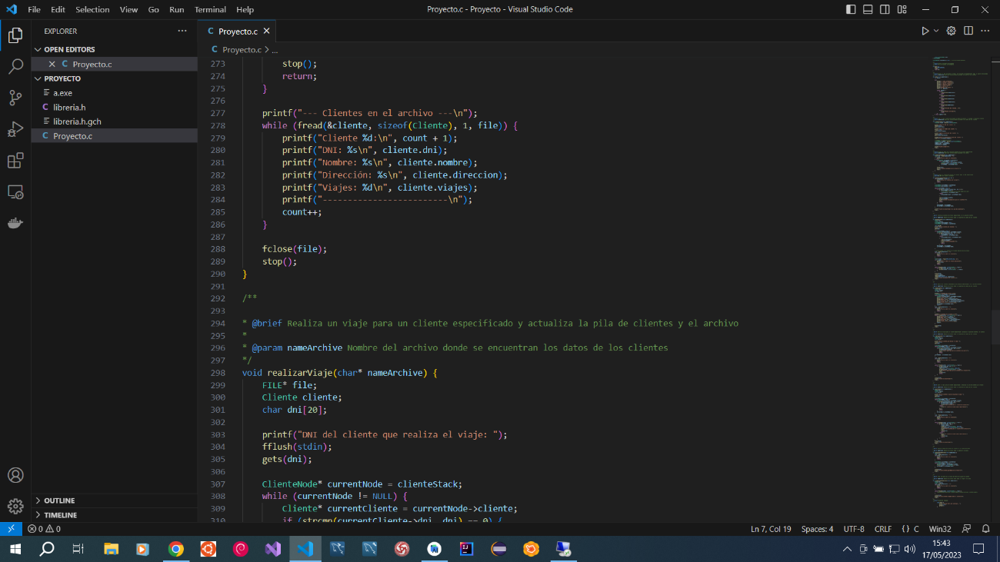 File Edit Selection View Go Run Terminal Help
Proyecto.c - Proyecto - Visual Studio Code
EXPLORER
OPEN EDITORS
Proyecto.c
PROYECTO
a.exe
libreria.h
libreria.h.gch
Proyecto.c
OUTLINE
TIMELINE
Proyecto.c
Proyecto.c > ...
273 stop();
274 return;
275 }
276
277 printf("--- Clientes en el archivo ---\n");
278 while (fread(&cliente, sizeof(Cliente), 1, file)) {
279 printf("Cliente %d:\n", count + 1);
280 printf("DNI: %s\n", cliente.dni);
281 printf("Nombre: %s\n", cliente.nombre);
282 printf("Dirección: %s\n", cliente.direccion);
283 printf("Viajes: %d\n", cliente.viajes);
284 printf("-------------------------\n");
285 count++;
286 }
287
288 fclose(file);
289 stop();
290 }
291
292 /**
293
294 * @brief Realiza un viaje para un cliente especificado y actualiza la pila de clientes y el archivo
295 *
296 * @param nameArchive Nombre del archivo donde se encuentran los datos de los clientes
297 */
298 void realizarViaje(char* nameArchive) {
299 FILE* file;
300 Cliente cliente;
301 char dni[20];
302
303 printf("DNI del cliente que realiza el viaje: ");
304 fflush(stdin);
305 gets(dni);
306
307 ClienteNode* currentNode = clienteStack;
308 while (currentNode != NULL) {
309 Cliente* currentCliente = currentNode->cliente;
310 if (strcmp(currentCliente->dni, dni) == 0) {
0 0
Ln 7, Col 19 Spaces: 4 UTF-8 CRLF {} C Win32
15:43
17/05/2023